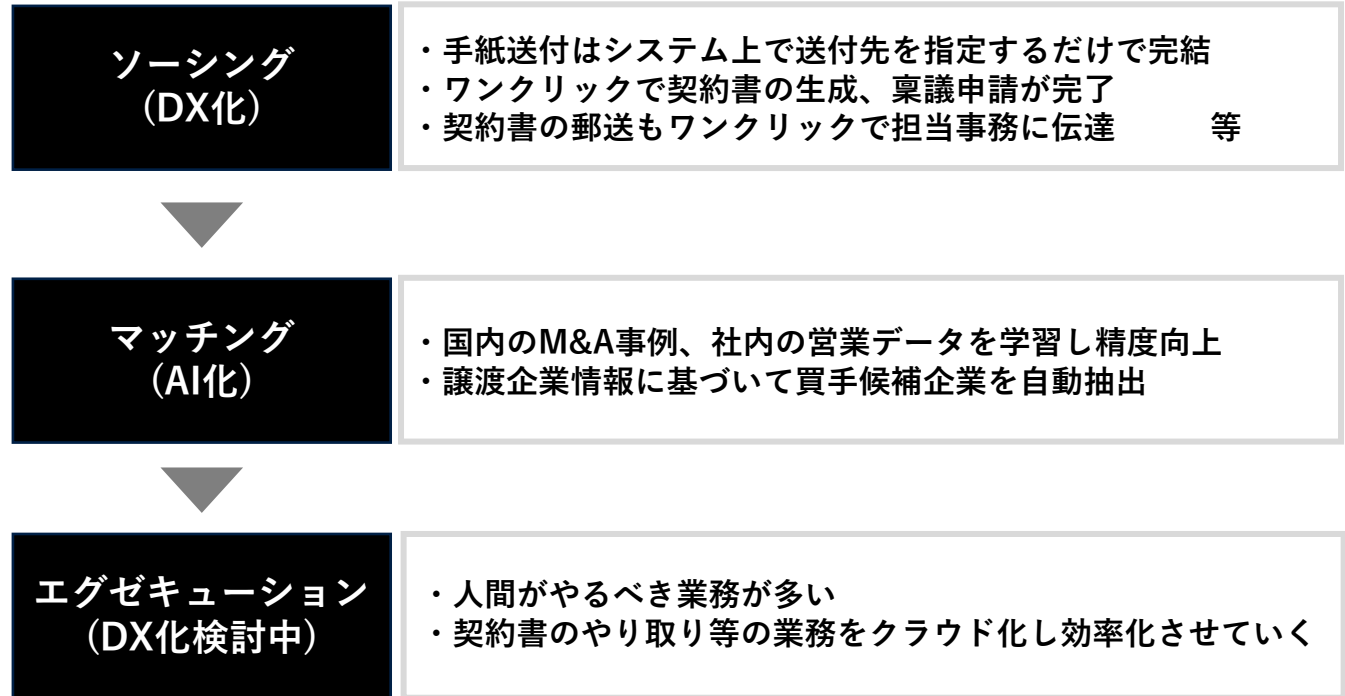 ソーシング
(DX化)
・手紙送付はシステム上で送付先を指定するだけで完結
・ワンクリックで契約書の生成、稟議申請が完了
・契約書の郵送もワンクリックで担当事務に伝達　　　等
マッチング
(AI化)
・国内のM&A事例、社内の営業データを学習し精度向上
・譲渡企業情報に基づいて買手候補企業を自動抽出
エグゼキューション
(DX化検討中)
・人間がやるべき業務が多い
・契約書のやり取り等の業務をクラウド化し効率化させていく